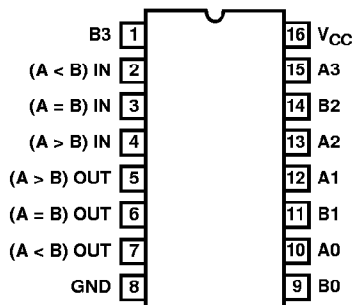 B3 1 16 VCC
(A < B) IN 2 15 A3
(A = B) IN 3 14 B2
(A > B) IN 4 13 A2
(A > B) OUT 5 12 A1
(A = B) OUT 6 11 B1
(A < B) OUT 7 10 A0
GND 8 9 B0